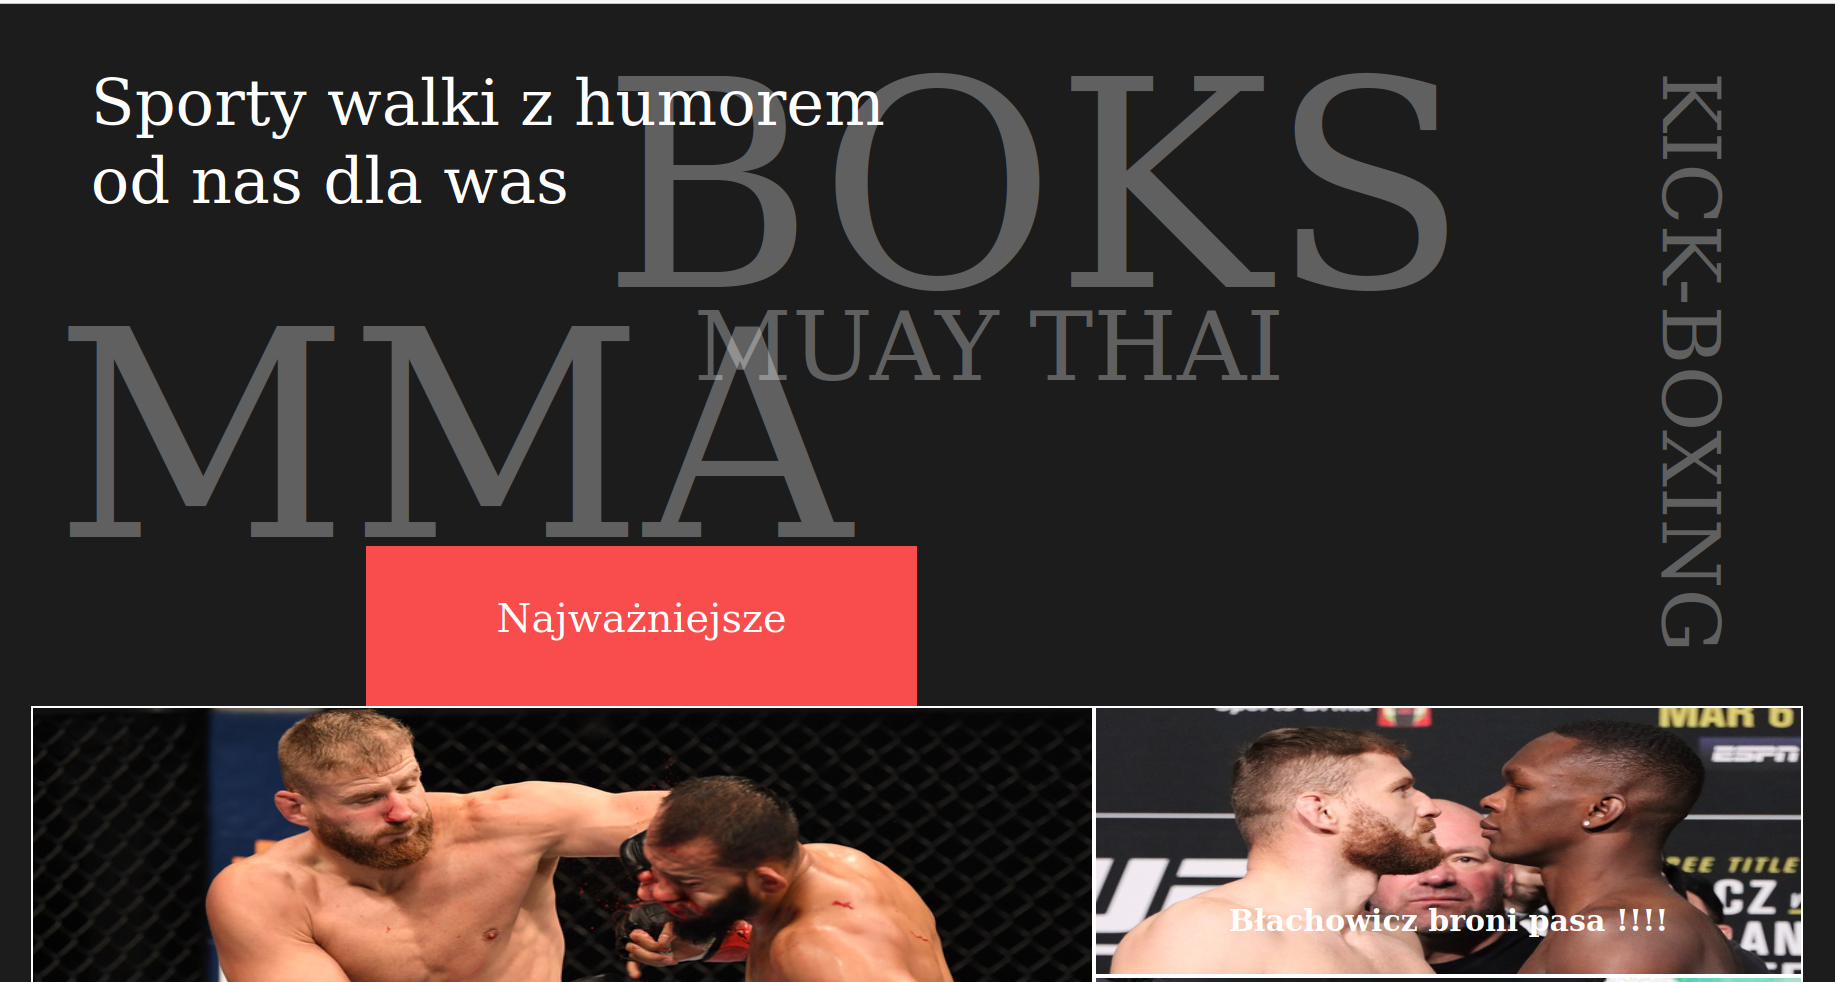 Sporty walki z humorem
od nas dla was
BOKS
MUAY THAI
MMA
KICK-BOXING
Najważniejsze
MAR 6
ESPN
TITLE
CZ
Błachowicz broni pasa !!!!